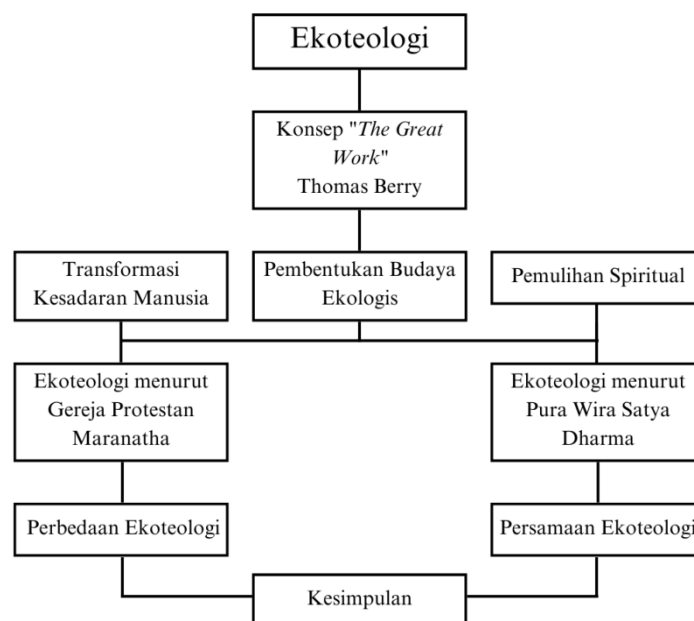 Ekoteologi
Konsep "The Great
Work"
Thomas Berry
Transformasi
Kesadaran Manusia
Pembentukan Budaya
Ekologis
Pemulihan Spiritual
Ekoteologi menurut
Gereja Protestan
Maranatha
Ekoteologi menurut
Pura Wira Satya
Dharma
Perbedaan Ekoteologi
Persamaan Ekoteologi
Kesimpulan